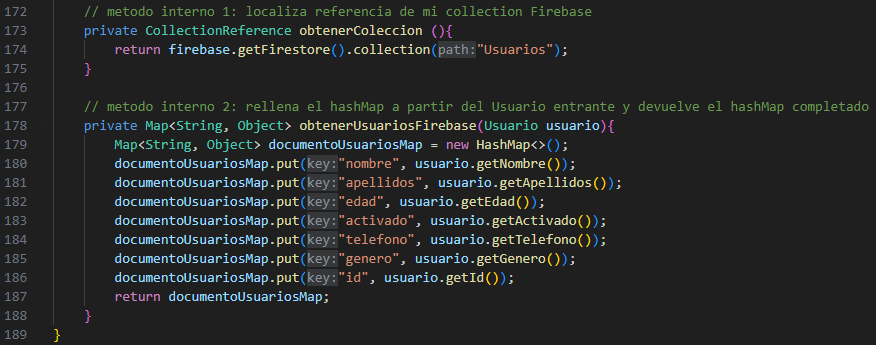 172 // metodo interno 1: localiza referencia de mi collection Firebase
173 private CollectionReference obtenerColeccion (){
174 return firebase.getFirestore().collection(path:"Usuarios");
175 }
176
177 // metodo interno 2: rellena el hashMap a partir del Usuario entrante y devuelve el hashMap completado
178 private Map<String, Object> obtenerUsuariosFirebase(Usuario usuario){
179 Map<String, Object> documentoUsuariosMap = new HashMap<>();
180 documentoUsuariosMap.put(key:"nombre", usuario.getNombre());
181 documentoUsuariosMap.put(key:"apellidos", usuario.getApellidos());
182 documentoUsuariosMap.put(key:"edad", usuario.getEdad());
183 documentoUsuariosMap.put(key:"activado", usuario.getActivado());
184 documentoUsuariosMap.put(key:"telefono", usuario.getTelefono());
185 documentoUsuariosMap.put(key:"genero", usuario.getGenero());
186 documentoUsuariosMap.put(key:"id", usuario.getId());
187 return documentoUsuariosMap;
188 }
189 }